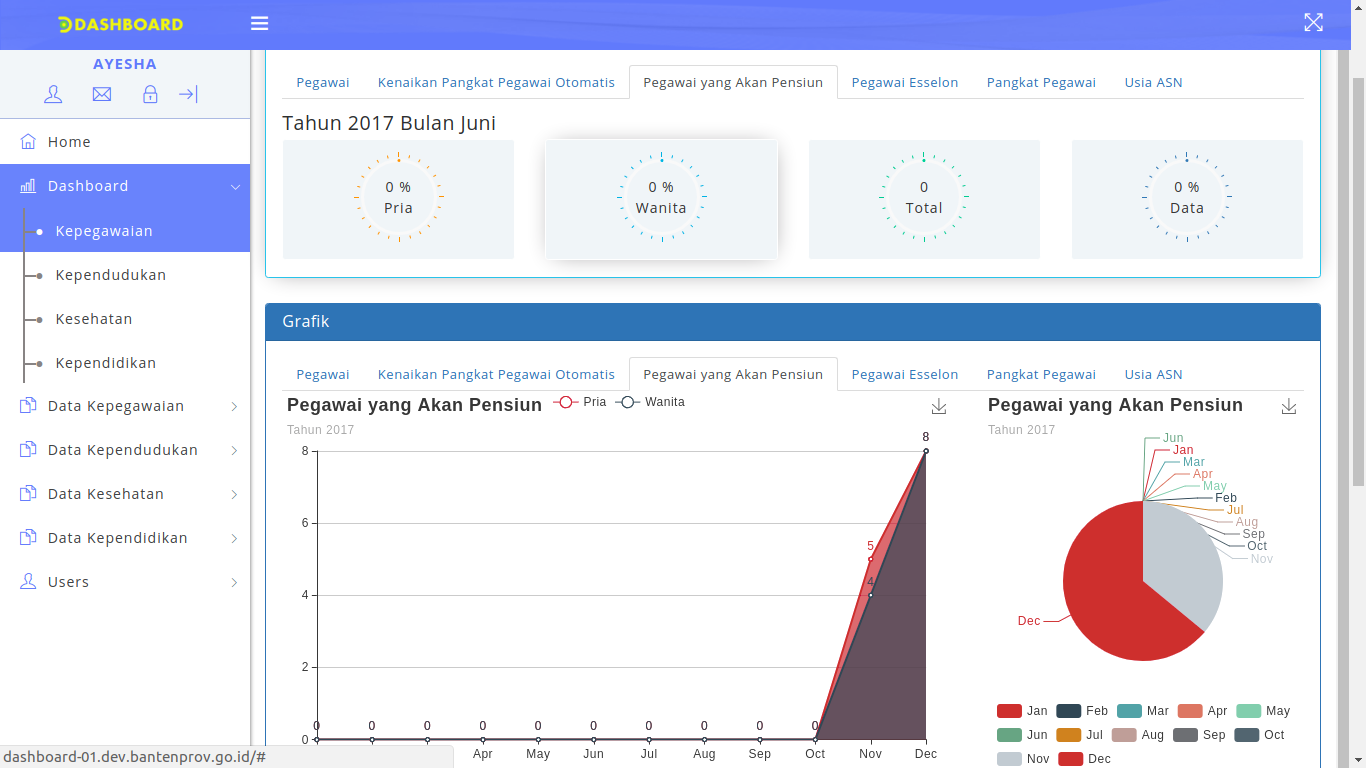 DASHBOARD
AYESHA
Home
Dashboard
Kepegawaian
Kependudukan
Kesehatan
Kependidikan
Data Kepegawaian
Data Kependudukan
Data Kesehatan
Data Kependidikan
Users
dashboard-01.dev.bantenprov.go.id/#
Pegawai Kenaikan Pangkat Pegawai Otomatis Pegawai yang Akan Pensiun Pegawai Esselon Pangkat Pegawai Usia ASN
Tahun 2017 Bulan Juni
0 %
Pria
0 %
Wanita
0
Total
0 %
Data
Grafik
Pegawai Kenaikan Pangkat Pegawai Otomatis Pegawai yang Akan Pensiun Pegawai Esselon Pangkat Pegawai Usia ASN
Pegawai yang Akan Pensiun Pria Wanita
Tahun 2017
8
8
6
5
4
4
2
0 0 0 0 0 0 0 0 0 0
0
Apr May Jun Jul Aug Sep Oct Nov Dec
Pegawai yang Akan Pensiun
Tahun 2017
Jun
Jan
Mar
Apr
May
Feb
Jul
Aug
Sep
Oct
Nov
Dec
Jan Feb Mar Apr May
Jun Jul Aug Sep Oct
Nov Dec